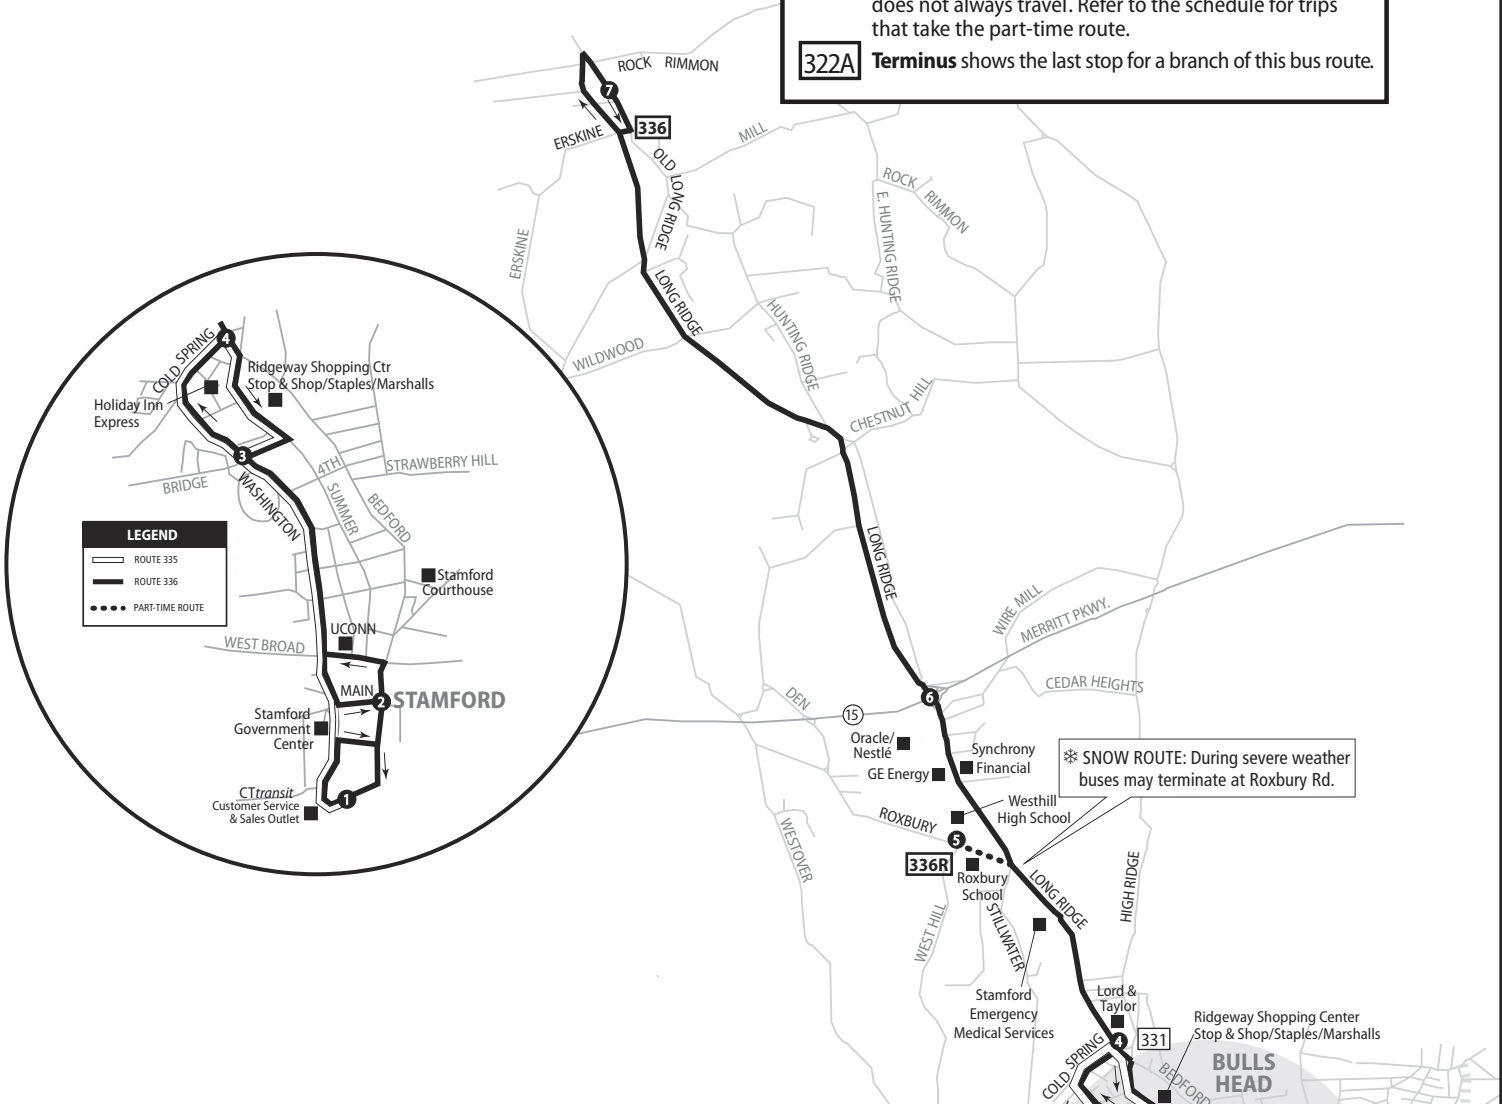 does not always travel. Refer to the schedule for trips
that take the part-time route.
322A
Terminus shows the last stop for a branch of this bus route.
ROCK RIMMON
7
336
ERSKINE
MILL
OLD LONG RIDGE
ROCK RIMMON
E. HUNTING RIDGE
ERSKINE
LONG RIDGE
HUNTING RIDGE
WILDWOOD
CHESTNUT HILL
4
COLD SPRING
Ridgeway Shopping Ctr
Stop & Shop/Staples/Marshalls
Holiday Inn
Express
3
4TH
STRAWBERRY HILL
BRIDGE
WASHINGTON
SUMMER
BEDFORD
LEGEND
ROUTE 335
ROUTE 336
PART-TIME ROUTE
Stamford
Courthouse
UCONN
WEST BROAD
MAIN
2
STAMFORD
Stamford
Government
Center
CTtransit
Customer Service
& Sales Outlet
1
LONG RIDGE
WIRE MILL
MERRITT PKWY.
6
CEDAR HEIGHTS
DEN
15
Oracle/
Nestlé
Synchrony
Financial
GE Energy
❄ SNOW ROUTE: During severe weather
buses may terminate at Roxbury Rd.
Westhill
High School
ROXBURY
5
336R
Roxbury
School
WESTOVER
LONG RIDGE
HIGH RIDGE
WEST HILL
STILLWATER
Stamford
Emergency
Medical Services
Lord &
Taylor
4
331
Ridgeway Shopping Center
Stop & Shop/Staples/Marshalls
COLD SPRING
BULLS
HEAD
BEDFORD